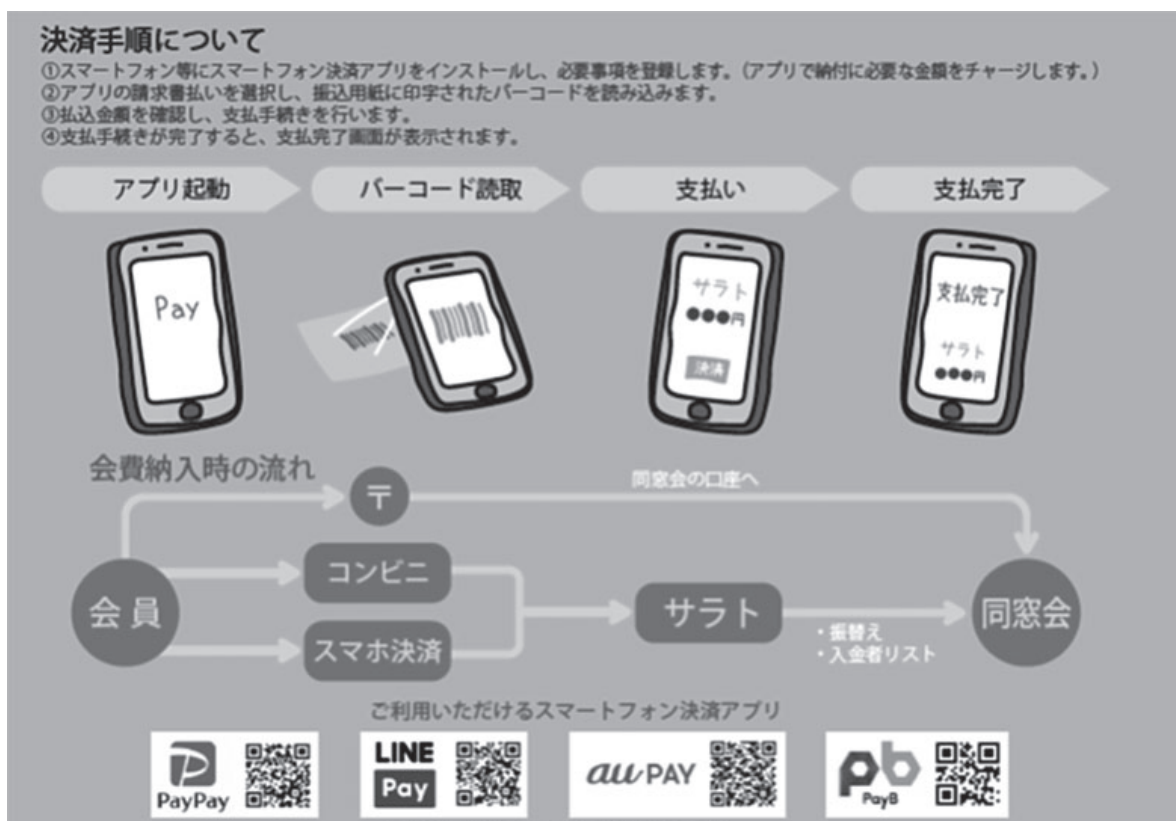 決済手順について
①スマートフォン等にスマートフォン決済アプリをインストールし、必要事項を登録します。（アプリで納付に必要な金額をチャージします。）
②アプリの請求書払いを選択し、振込用紙に印字されたバーコードを読み込みます。
③払込金額を確認し、支払手続きを行います。
④支払手続きが完了すると、支払完了画面が表示されます。
アプリ起動
バーコード読取
支払い
支払完了
Pay
サラト
●●●円
決済
支払完了
サラト
●●●円
会費納入時の流れ
〒
同窓会の口座へ
会員
コンビニ
スマホ決済
サラト
・振替え
・入金者リスト
同窓会
ご利用いただけるスマートフォン決済アプリ
PayPay
LINE
Pay
au PAY
pb
PayB